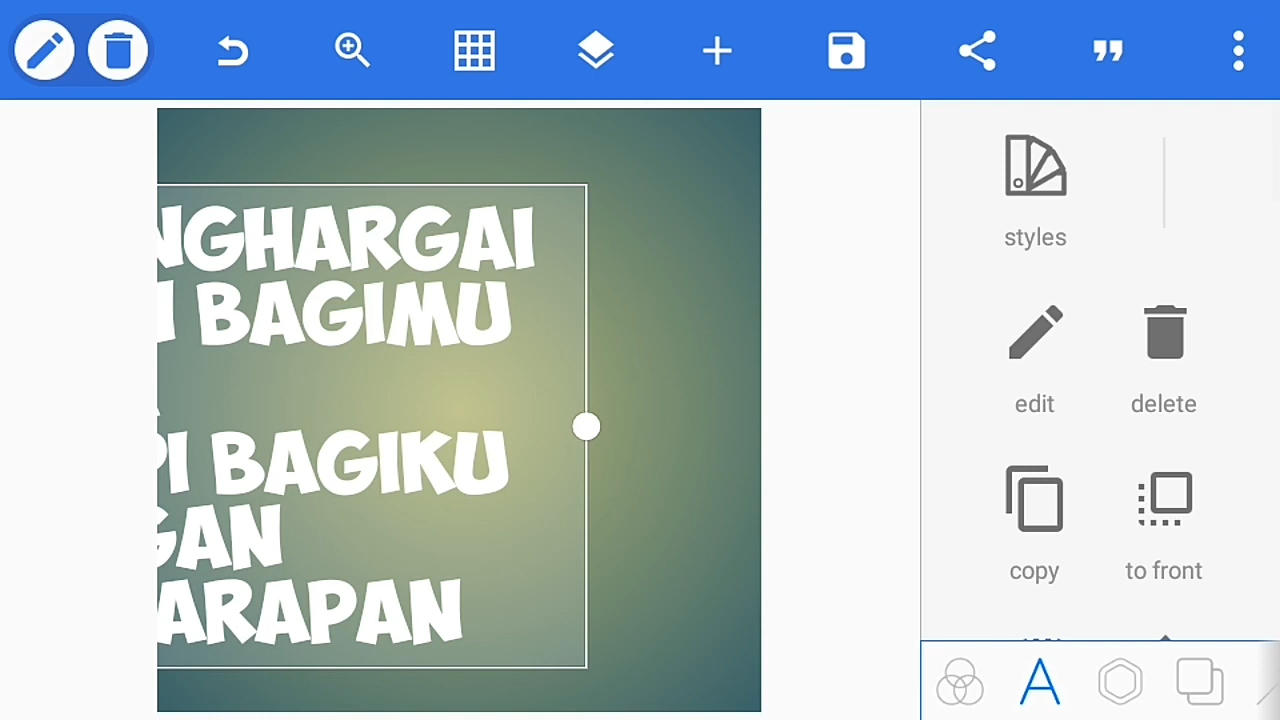 NGHARGAI
I BAGIMU
PI BAGIKU
GAN
ARAPAN
styles
edit
delete
copy
to front